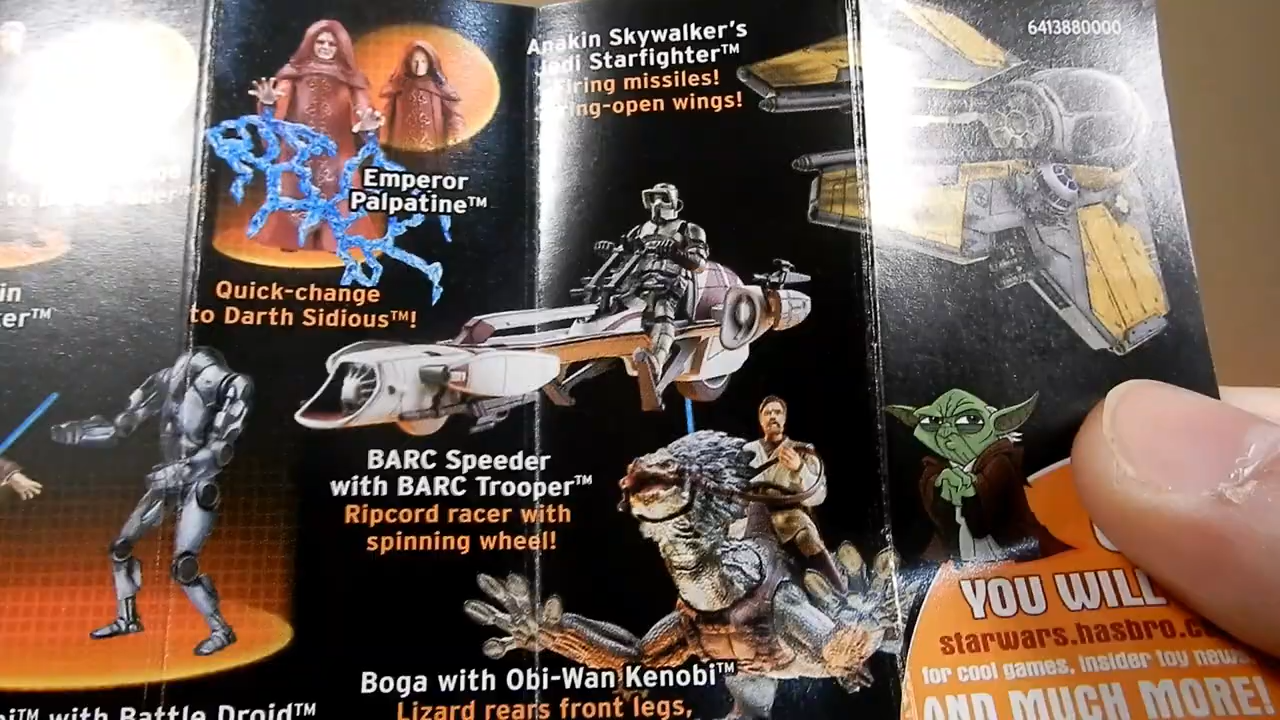 6413880000
Anakin Skywalker's
Jedi Starfighter™
missiles!
wings!
Emperor
Palpatine™
Quick-change
to Darth Sidious™!
BARC Speeder
with BARC Trooper™
Ripcord racer with
spinning wheel!
Boga with Obi-Wan Kenobi™
Lizard rears front legs,
with Battle Droid™
YOU WILL
starwars.hasbro.c
for cool games, insider toy news
AND MUCH MORE!